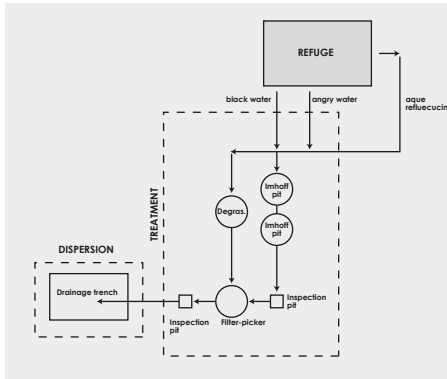 REFUGE
black water
angry water
aque
refluecucin
TREATMENT
Imhoff
pit
Degras.
Imhoff
pit
DISPERSION
Drainage trench
Inspection
pit
Inspection
pit
Filter-picker